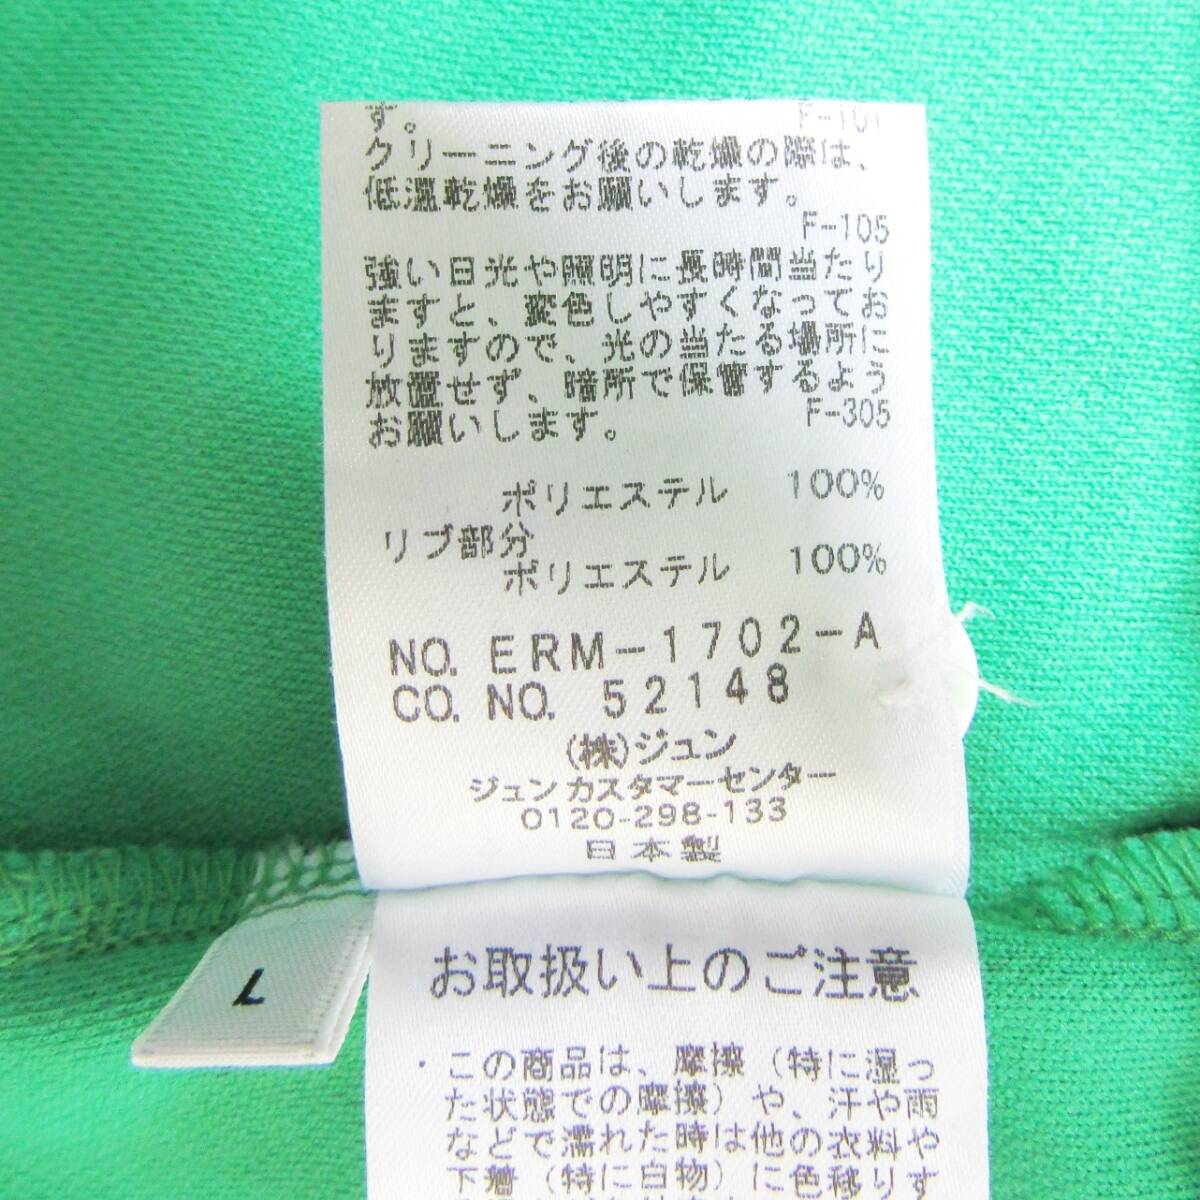 す。
F-101
クリーニング後の乾燥の際は、
低温乾燥をお願いします。
F-105
強い日光や照明に長時間当たり
ますと、変色しやすくなってお
りますので、光の当たる場所に
放置せず、暗所で保管するよう
お願いします。
F-305
ポリエステル 100%
リブ部分
ポリエステル 100%
NO. ERM-1702-A
CO. NO. 52148
(株)ジュン
ジュンカスタマーセンター
0120-298-133
日本製
L
お取扱い上のご注意
・この商品は、摩擦（特に湿っ
た状態での摩擦）や、汗や雨
などで濡れた時は他の衣料や
下着（特に白物）に色移りす